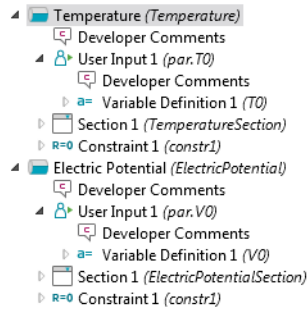 Temperature (Temperature)
Developer Comments
User Input 1 (par.T0)
Developer Comments
a= Variable Definition 1 (T0)
Section 1 (TemperatureSection)
R=0 Constraint 1 (constr1)
Electric Potential (ElectricPotential)
Developer Comments
User Input 1 (par.V0)
Developer Comments
a= Variable Definition 1 (V0)
Section 1 (ElectricPotentialSection)
R=0 Constraint 1 (constr1)